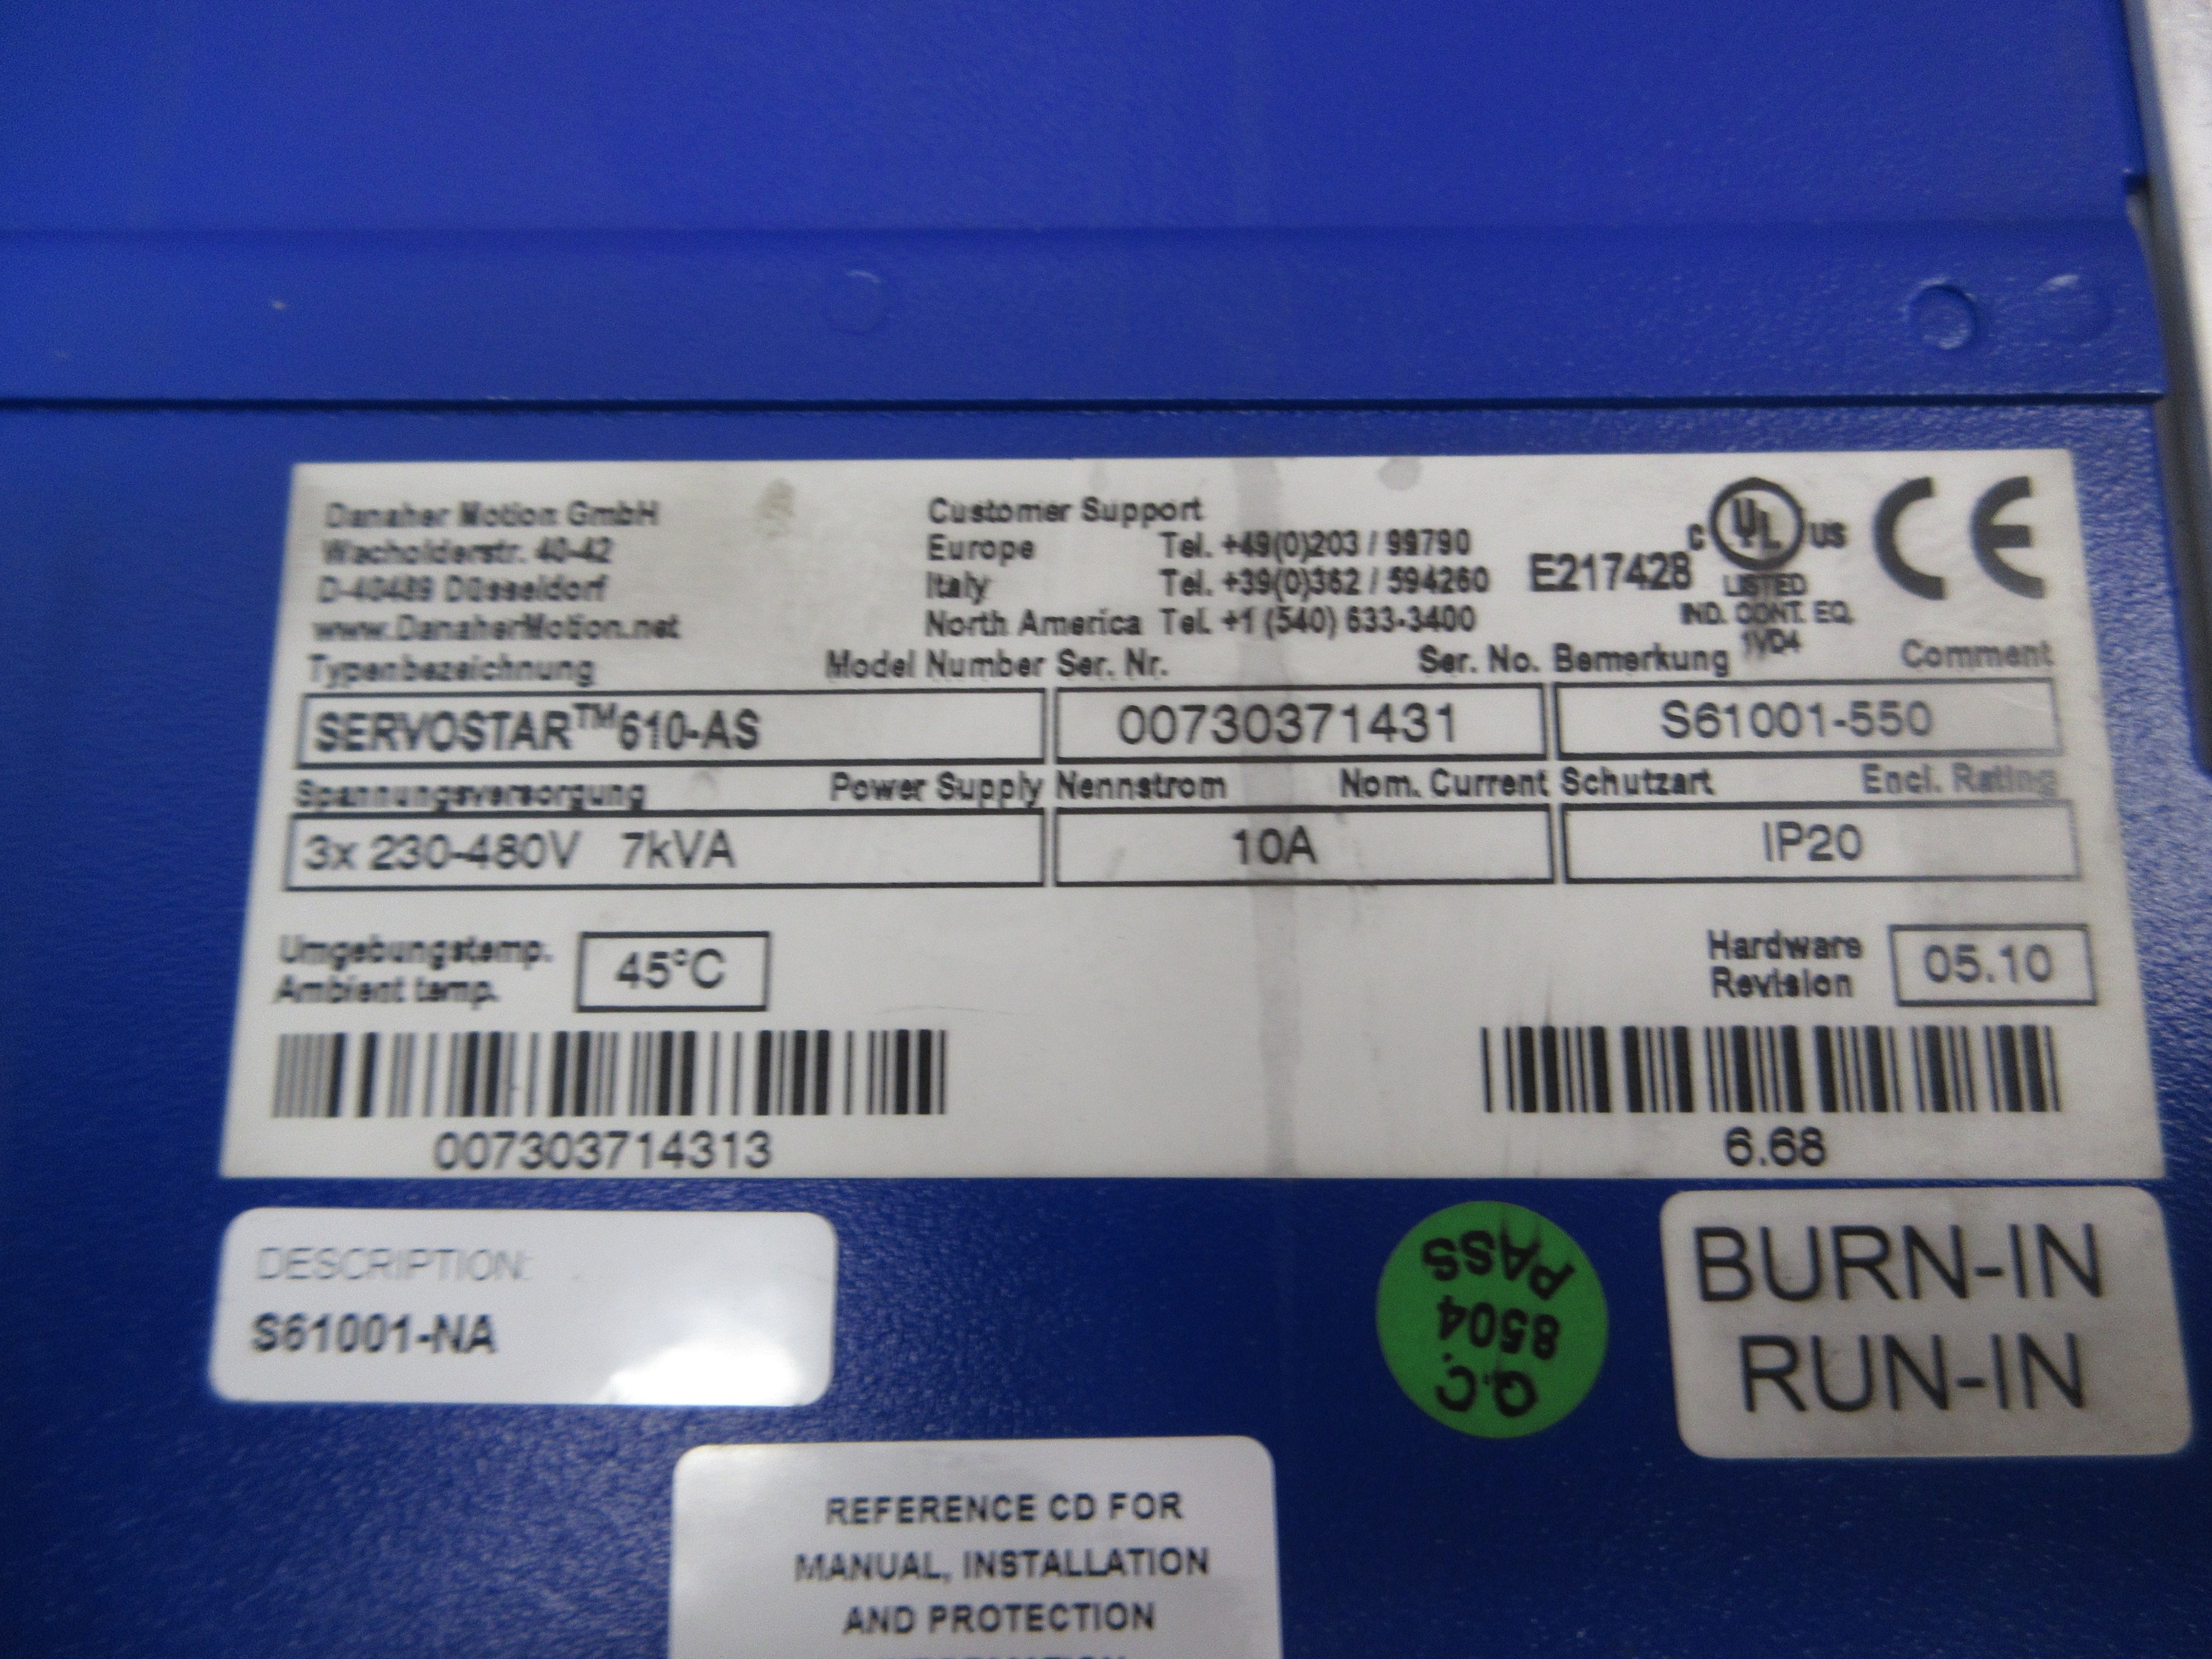 Danaher Motion GmbH
Wacholderstr. 40-42
D-40489 Düsseldorf
www.DanaherMotion.net
Customer Support
Europe Tel. +49(0)203 / 99790
Italy Tel. +39(0)362 / 594260
North America Tel. +1 (540) 633-3400
E217428
C UL US
LISTED
IND. CONT. EQ.
1VD4
CE
Typenbezeichnung Model Number Ser. Nr. Ser. No. Bemerkung Comment
SERVOSTAR™610-AS 00730371431 S61001-550
Spannungsversorgung Power Supply Nennstrom Nom. Current Schutzart Encl. Rating
3x 230-480V 7kVA 10A IP20
Umgebungstemp.
Ambient temp.
45°C
Hardware
Revision
05.10
007303714313
6.68
DESCRIPTION:
S61001-NA
Q.C.
8504
PASS
BURN-IN
RUN-IN
REFERENCE CD FOR
MANUAL, INSTALLATION
AND PROTECTION